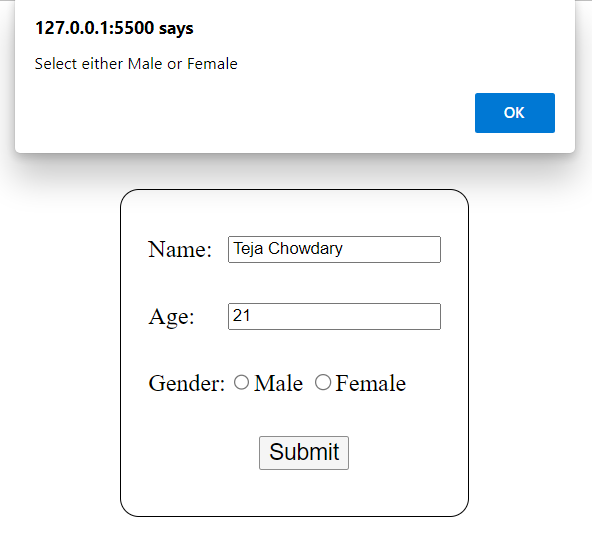 127.0.0.1:5500 says
Select either Male or Female
OK
Name: Teja Chowdary
Age: 21
Gender: Male Female
Submit